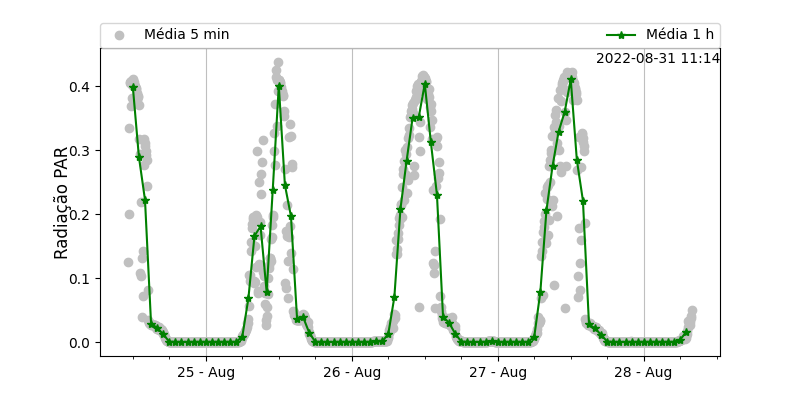 Média 5 min
Média 1 h
2022-08-31 11:14
Radiação PAR
0.4
0.3
0.2
0.1
0.0
25 - Aug
26 - Aug
27 - Aug
28 - Aug